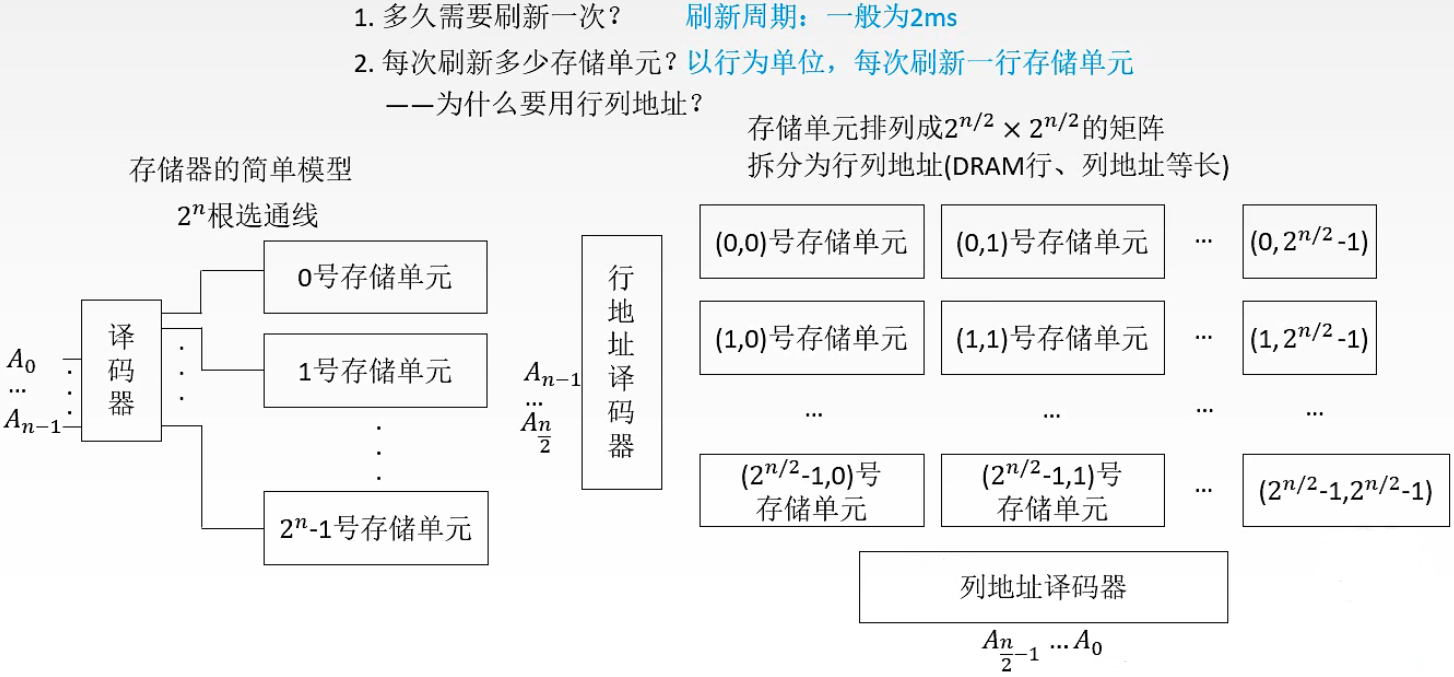 1. 多久需要刷新一次? 刷新周期：一般为2ms
2. 每次刷新多少存储单元? 以行为单位，每次刷新一行存储单元
——为什么要用行列地址?
存储单元排列成2^{n/2} × 2^{n/2}的矩阵
拆分为行列地址(DRAM行、列地址等长)
存储器的简单模型
2^n根选通线
A_0
...
A_{n-1}
译码器
0号存储单元
1号存储单元
2^n-1号存储单元
A_{n-1}
...
A_{n/2}
行地址译码器
(0,0)号存储单元 (0,1)号存储单元 ... (0, 2^{n/2}-1)
(1,0)号存储单元 (1,1)号存储单元 ... (1, 2^{n/2}-1)
... ... ... ...
(2^{n/2}-1,0)号存储单元 (2^{n/2}-1,1)号存储单元 ... (2^{n/2}-1,2^{n/2}-1)
列地址译码器
A_{n/2-1} ... A_0